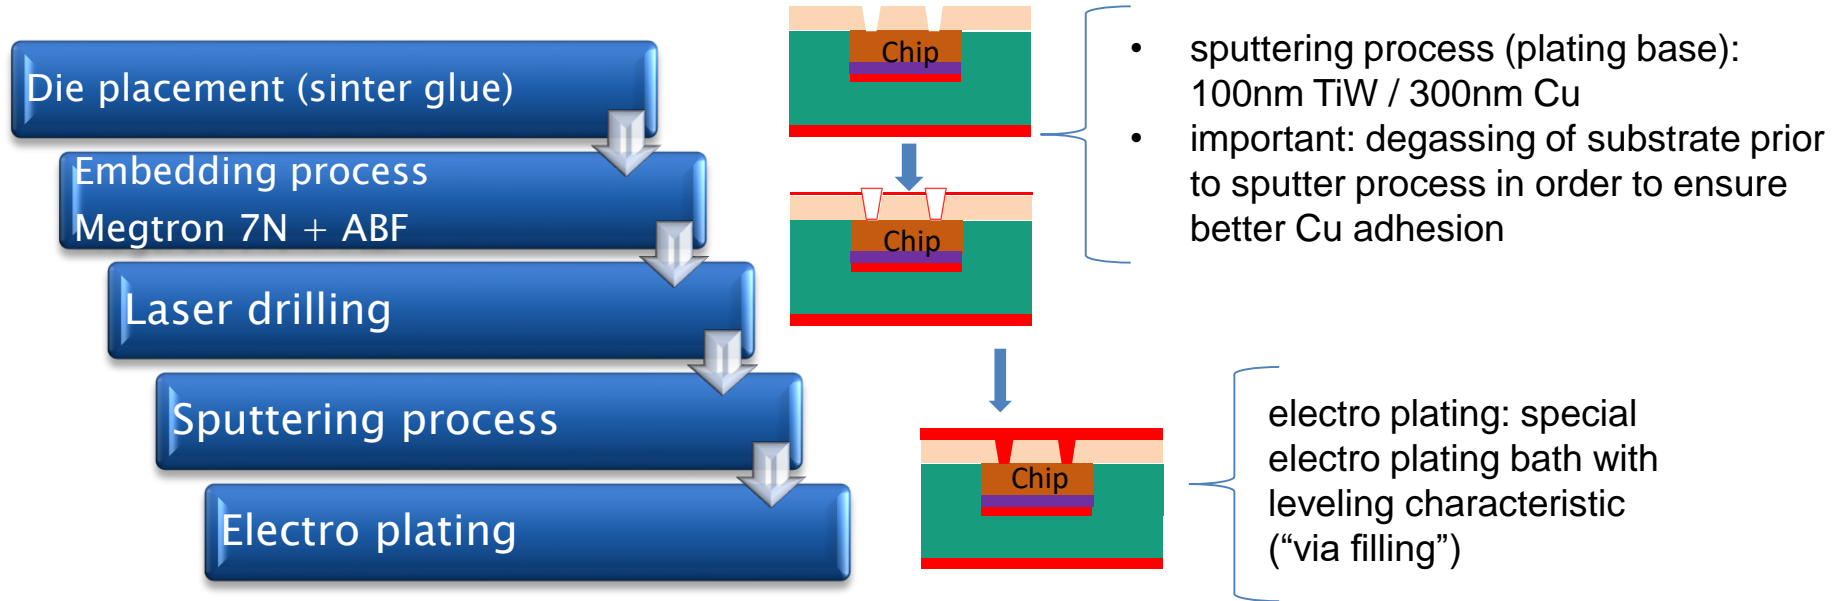 Die placement (sinter glue)
Embedding process
Megtron 7N + ABF
Laser drilling
Sputtering process
Electro plating
Chip
Chip
Chip
• sputtering process (plating base):
100nm TiW / 300nm Cu
• important: degassing of substrate prior
to sputter process in order to ensure
better Cu adhesion
electro plating: special
electro plating bath with
leveling characteristic
(“via filling”)